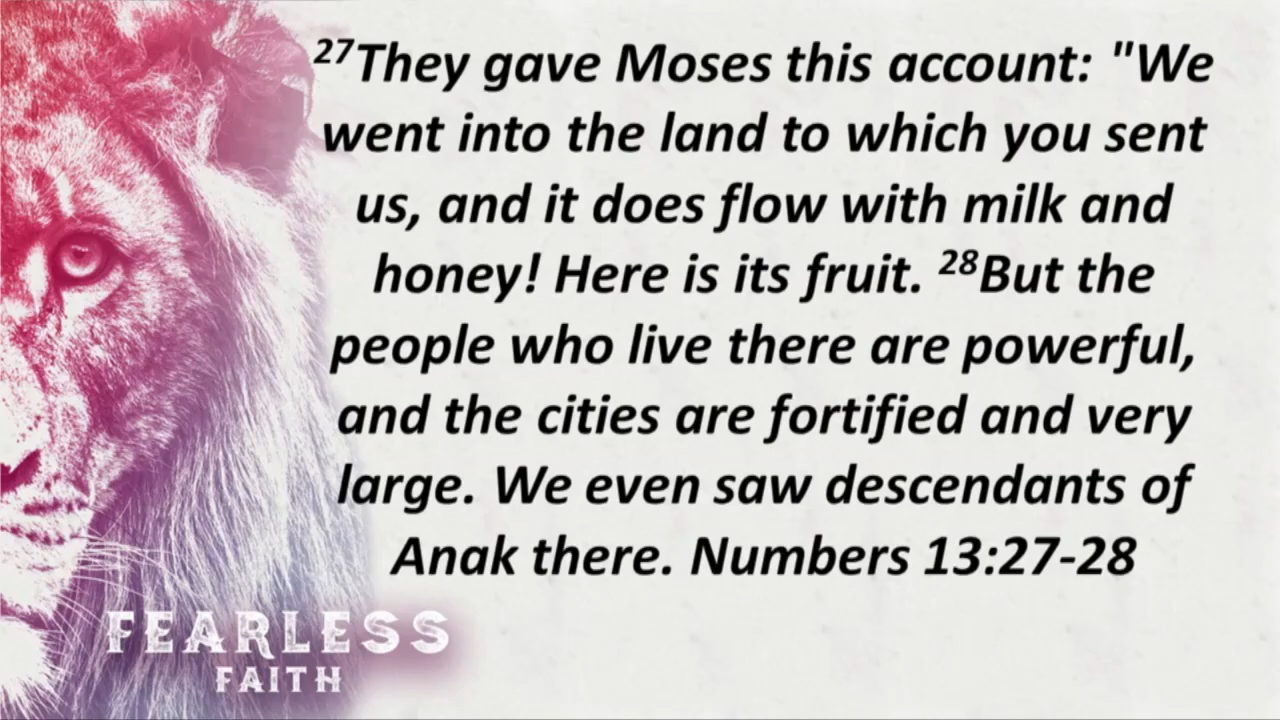 ²⁷They gave Moses this account: "We
went into the land to which you sent
us, and it does flow with milk and
honey! Here is its fruit. ²⁸But the
people who live there are powerful,
and the cities are fortified and very
large. We even saw descendants of
Anak there. Numbers 13:27-28
FEARLESS
FAITH